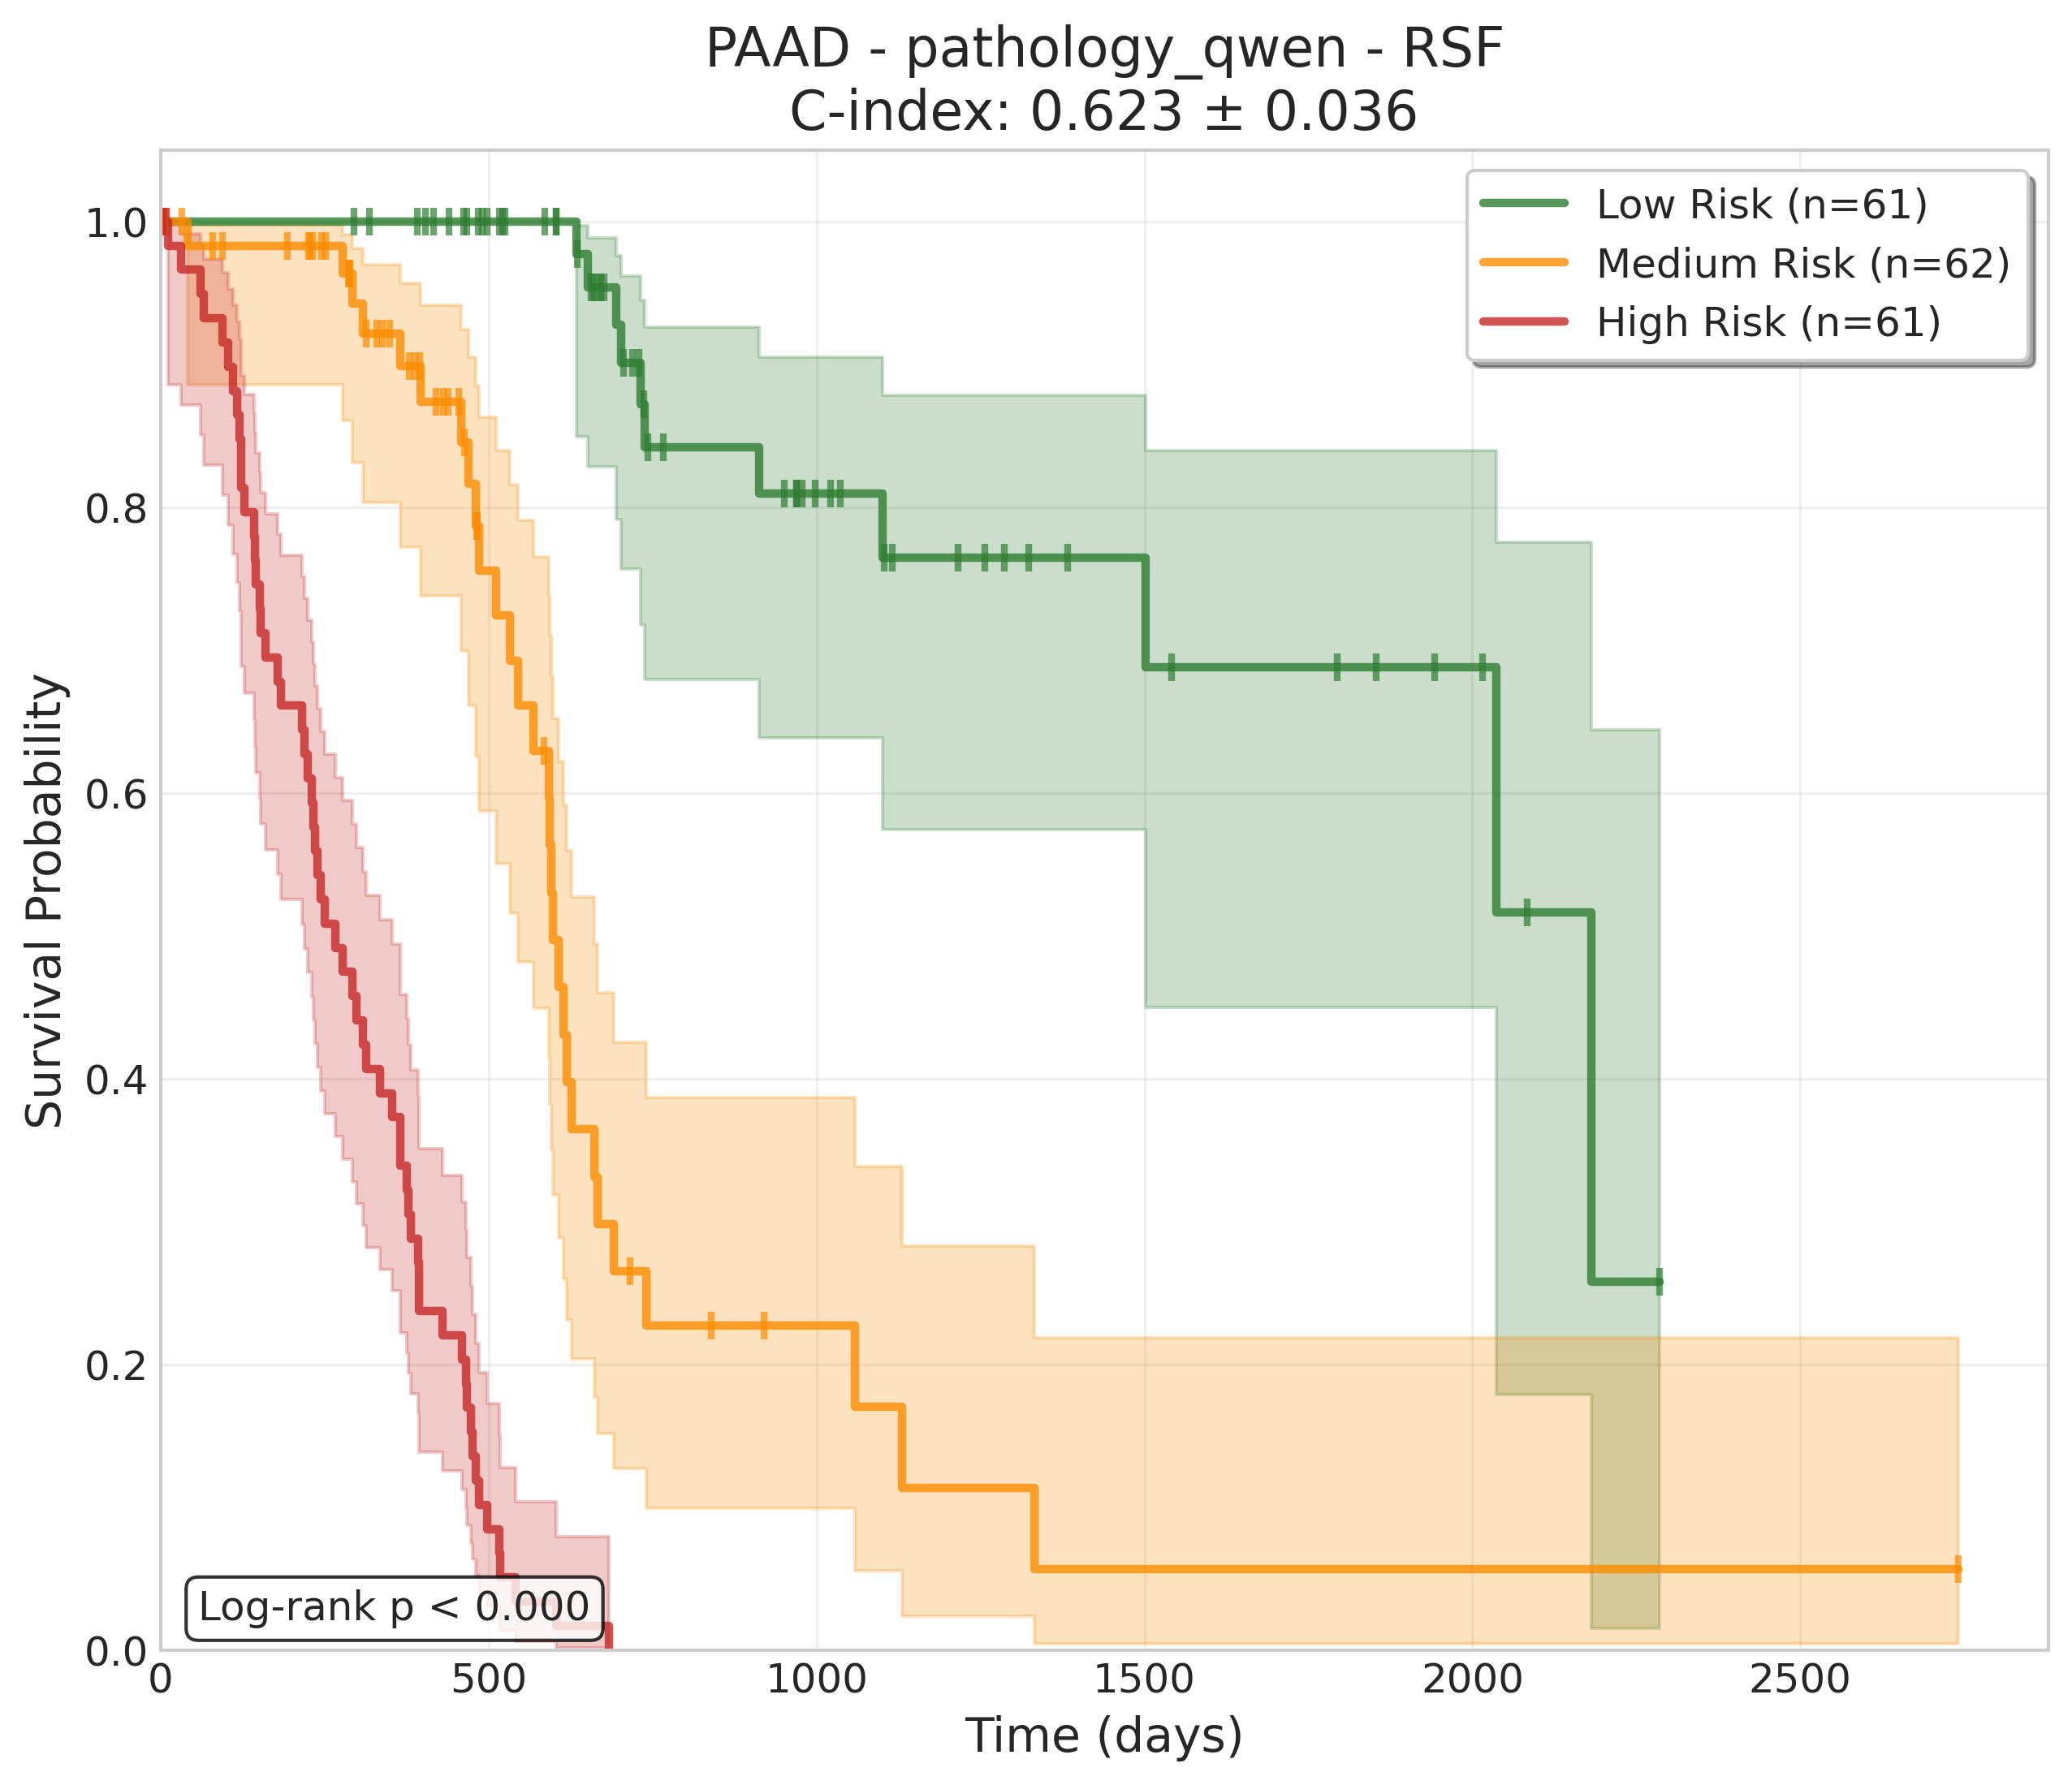 PAAD - pathology_qwen - RSF
C-index: 0.623 ± 0.036
Low Risk (n=61)
Medium Risk (n=62)
High Risk (n=61)
Survival Probability
1.0
0.8
0.6
0.4
0.2
0.0
Log-rank p < 0.000
0 500 1000 1500 2000 2500
Time (days)